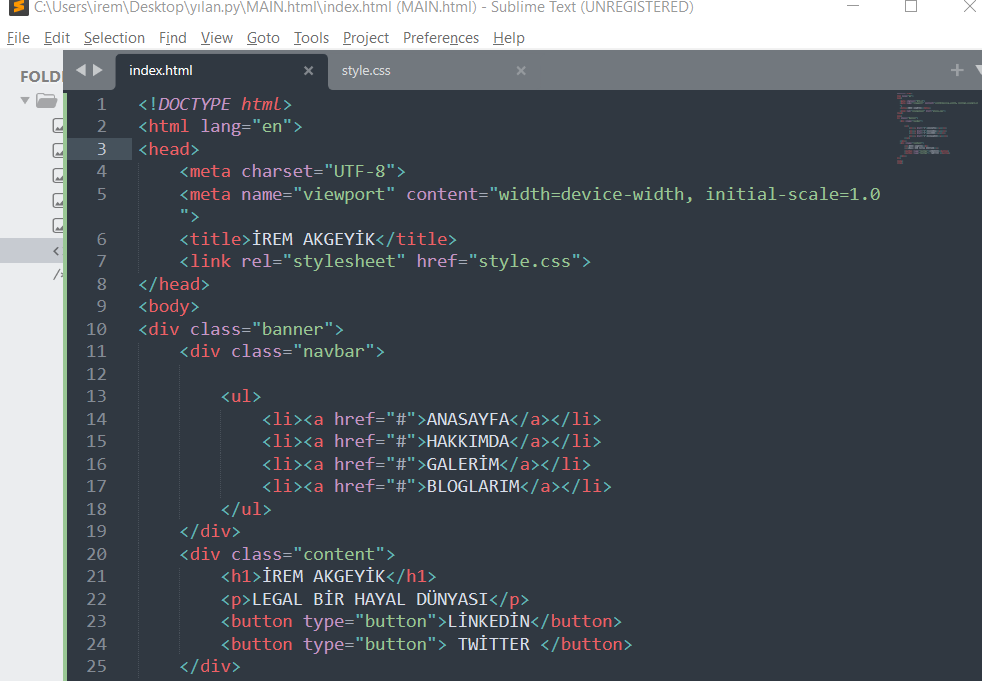 C:\Users\irem\Desktop\yılan.py\MAIN.html\index.html (MAIN.html) - Sublime Text (UNREGISTERED)
File Edit Selection Find View Goto Tools Project Preferences Help
FOLD
index.html
style.css
1 <!DOCTYPE html>
2 <html lang="en">
3 <head>
4 <meta charset="UTF-8">
5 <meta name="viewport" content="width=device-width, initial-scale=1.0
">
6 <title>İREM AKGEYİK</title>
7 <link rel="stylesheet" href="style.css">
8 </head>
9 <body>
10 <div class="banner">
11 <div class="navbar">
12
13 <ul>
14 <li><a href="#">ANASAYFA</a></li>
15 <li><a href="#">HAKKIMDA</a></li>
16 <li><a href="#">GALERİM</a></li>
17 <li><a href="#">BLOGLARIM</a></li>
18 </ul>
19 </div>
20 <div class="content">
21 <h1>İREM AKGEYİK</h1>
22 <p>LEGAL BİR HAYAL DÜNYASI</p>
23 <button type="button">LİNKEDİN</button>
24 <button type="button"> TWİTTER </button>
25 </div>